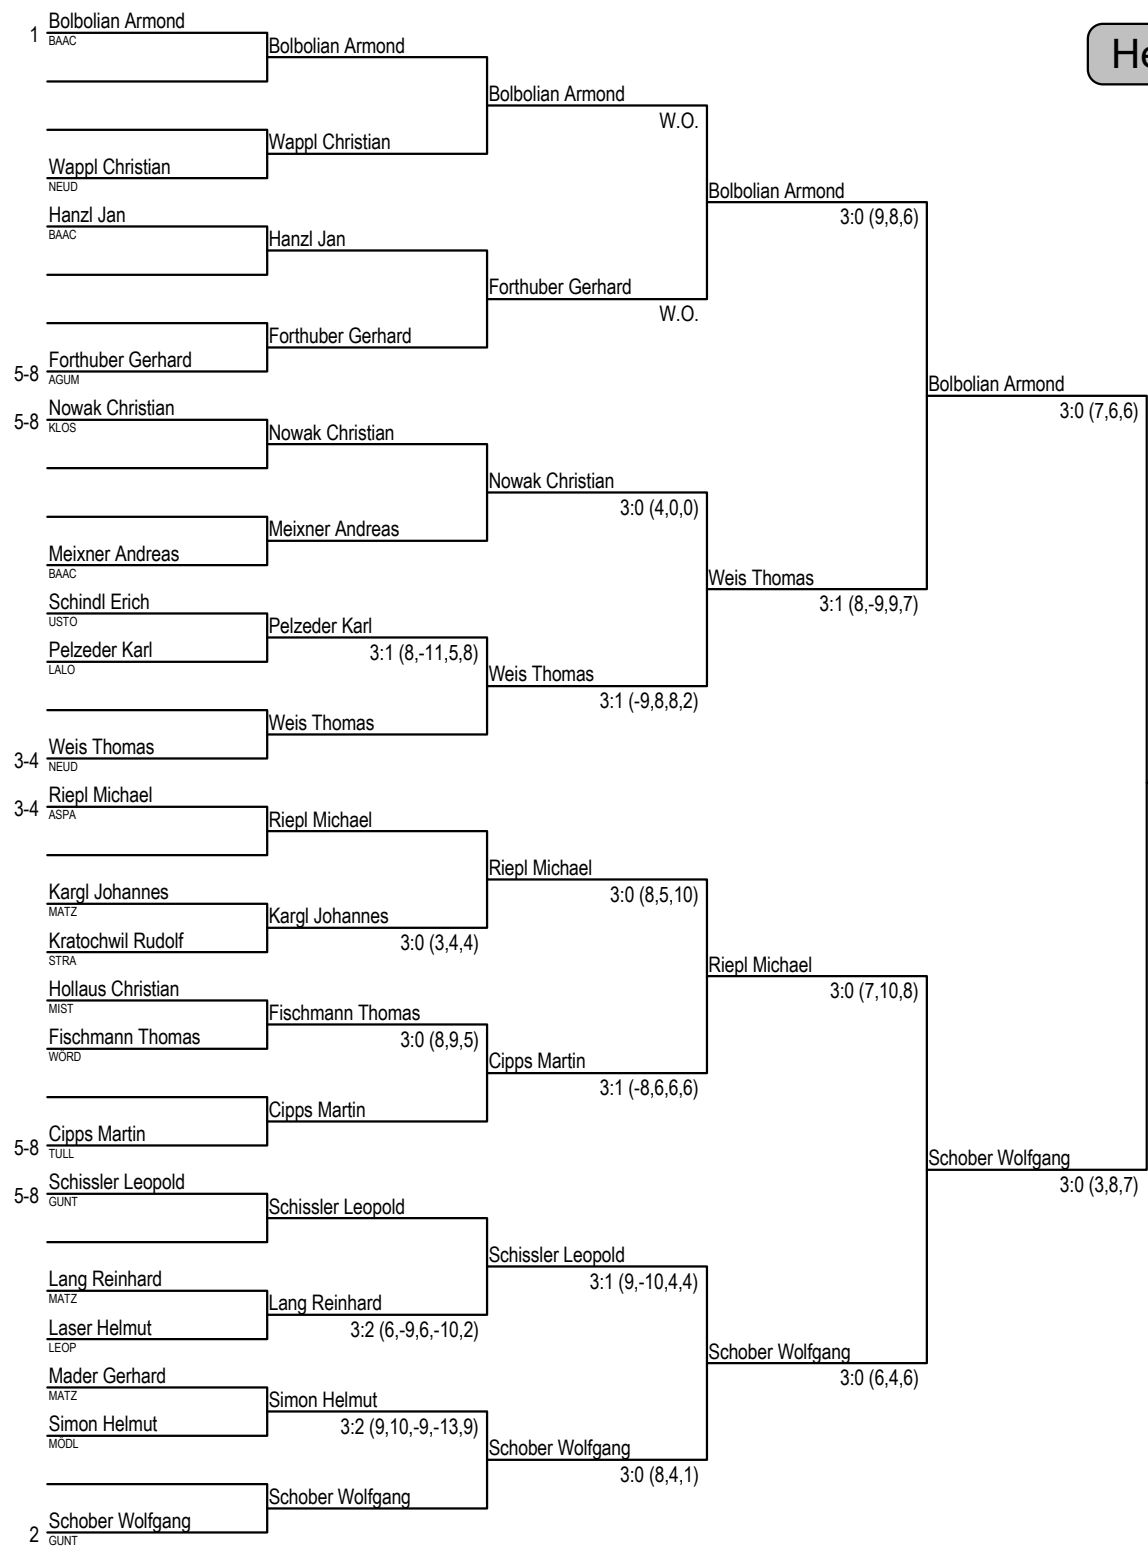 Bolbolian Armond
1
BAAC
Bolbolian Armond
Bolbolian Armond
W.O.
Wappl Christian
Wappl Christian
NEUD
Bolbolian Armond
3:0 (9,8,6)
Hanzl Jan
BAAC
Hanzl Jan
Forthuber Gerhard
W.O.
Forthuber Gerhard
Forthuber Gerhard
5-8
AGUM
Bolbolian Armond
3:0 (7,6,6)
Nowak Christian
5-8
KLOS
Nowak Christian
Nowak Christian
3:0 (4,0,0)
Meixner Andreas
Meixner Andreas
BAAC
Weis Thomas
3:1 (8,-9,9,7)
Schindl Erich
USTO
Pelzeder Karl
3:1 (8,-11,5,8)
Pelzeder Karl
LALO
Weis Thomas
3:1 (-9,8,8,2)
Weis Thomas
Weis Thomas
3-4
NEUD
Riepl Michael
3-4
ASPA
Riepl Michael
Riepl Michael
3:0 (8,5,10)
Kargl Johannes
MATZ
Kargl Johannes
3:0 (3,4,4)
Kratochwil Rudolf
STRA
Riepl Michael
3:0 (7,10,8)
Hollaus Christian
MIST
Fischmann Thomas
3:0 (8,9,5)
Fischmann Thomas
WÖRD
Cipps Martin
3:1 (-8,6,6,6)
Cipps Martin
Cipps Martin
5-8
TULL
Schober Wolfgang
3:0 (3,8,7)
Schissler Leopold
5-8
GUNT
Schissler Leopold
Schissler Leopold
3:1 (9,-10,4,4)
Lang Reinhard
MATZ
Lang Reinhard
3:2 (6,-9,6,-10,2)
Laser Helmut
LEOP
Schober Wolfgang
3:0 (6,4,6)
Mader Gerhard
MATZ
Simon Helmut
3:2 (9,10,-9,-13,9)
Simon Helmut
MÖDL
Schober Wolfgang
3:0 (8,4,1)
Schober Wolfgang
Schober Wolfgang
2
GUNT